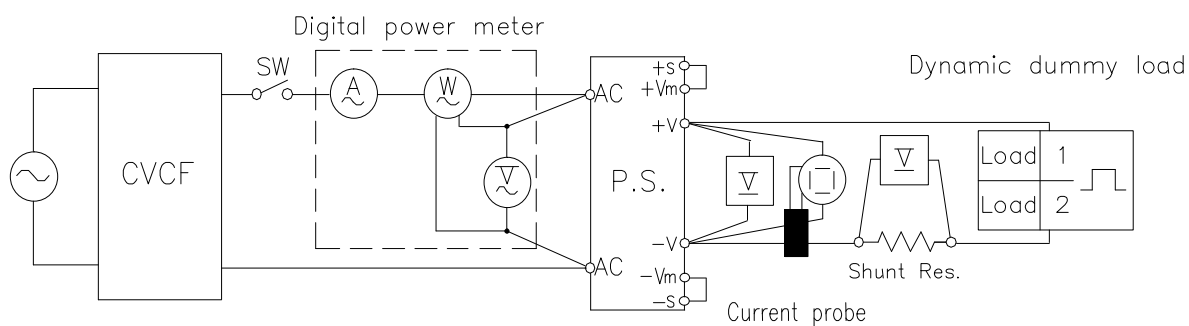 Digital power meter
SW
A
W
V
CVCF
AC
AC
P.S.
+S
+Vm
+V
-V
-Vm
-S
V
V
Shunt Res.
Current probe
Dynamic dummy load
Load 1
Load 2